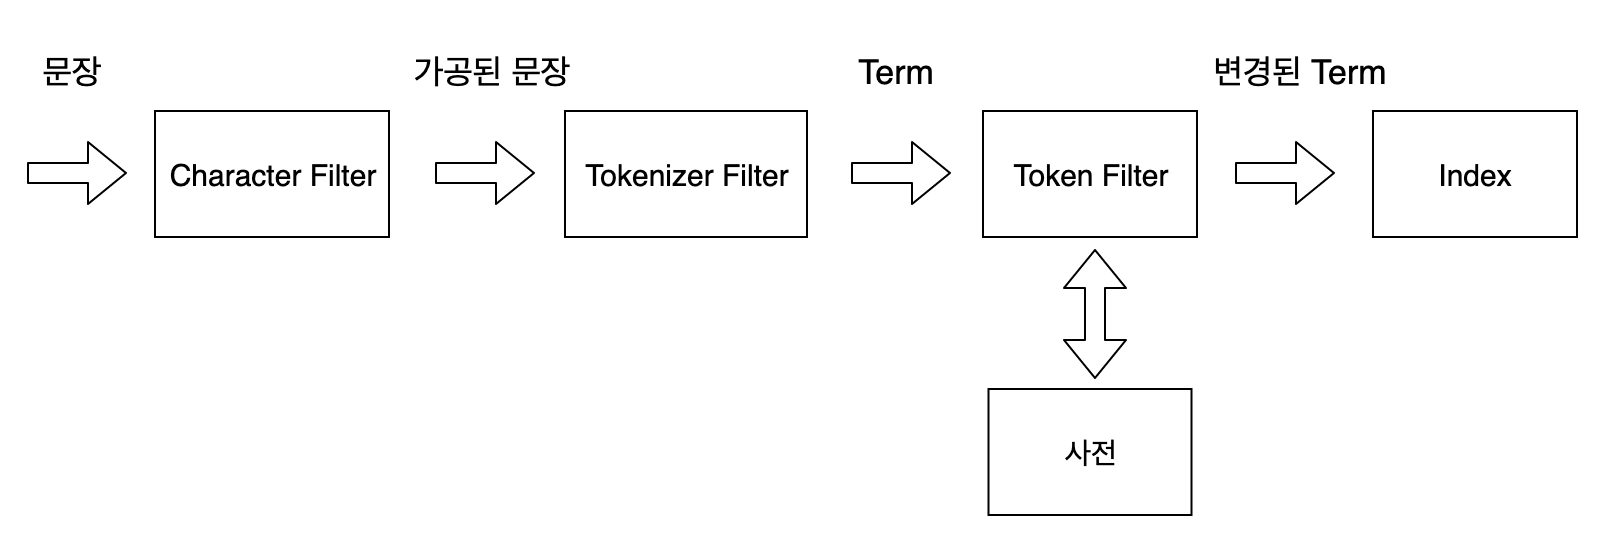 문장
가공된 문장
Term
변경된 Term
Character Filter
Tokenizer Filter
Token Filter
Index
사전